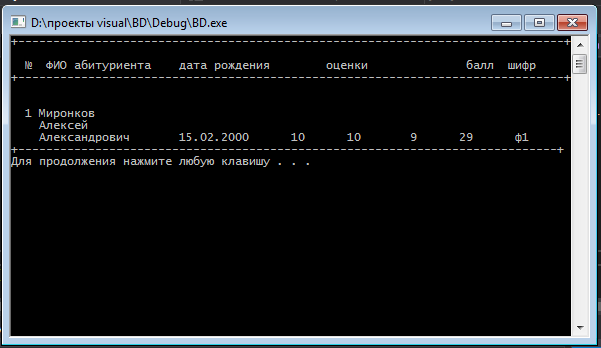 D:\проекты visual\BD\Debug\BD.exe
+------------------------------------------------------------------------------+
№ ФИО абитуриента дата рождения оценки балл шифр
+------------------------------------------------------------------------------+
1 Миронков
Алексей
Александрович 15.02.2000 10 10 9 29 ф1
+-----------------------------------------------------------------------------+
Для продолжения нажмите любую клавишу . . .